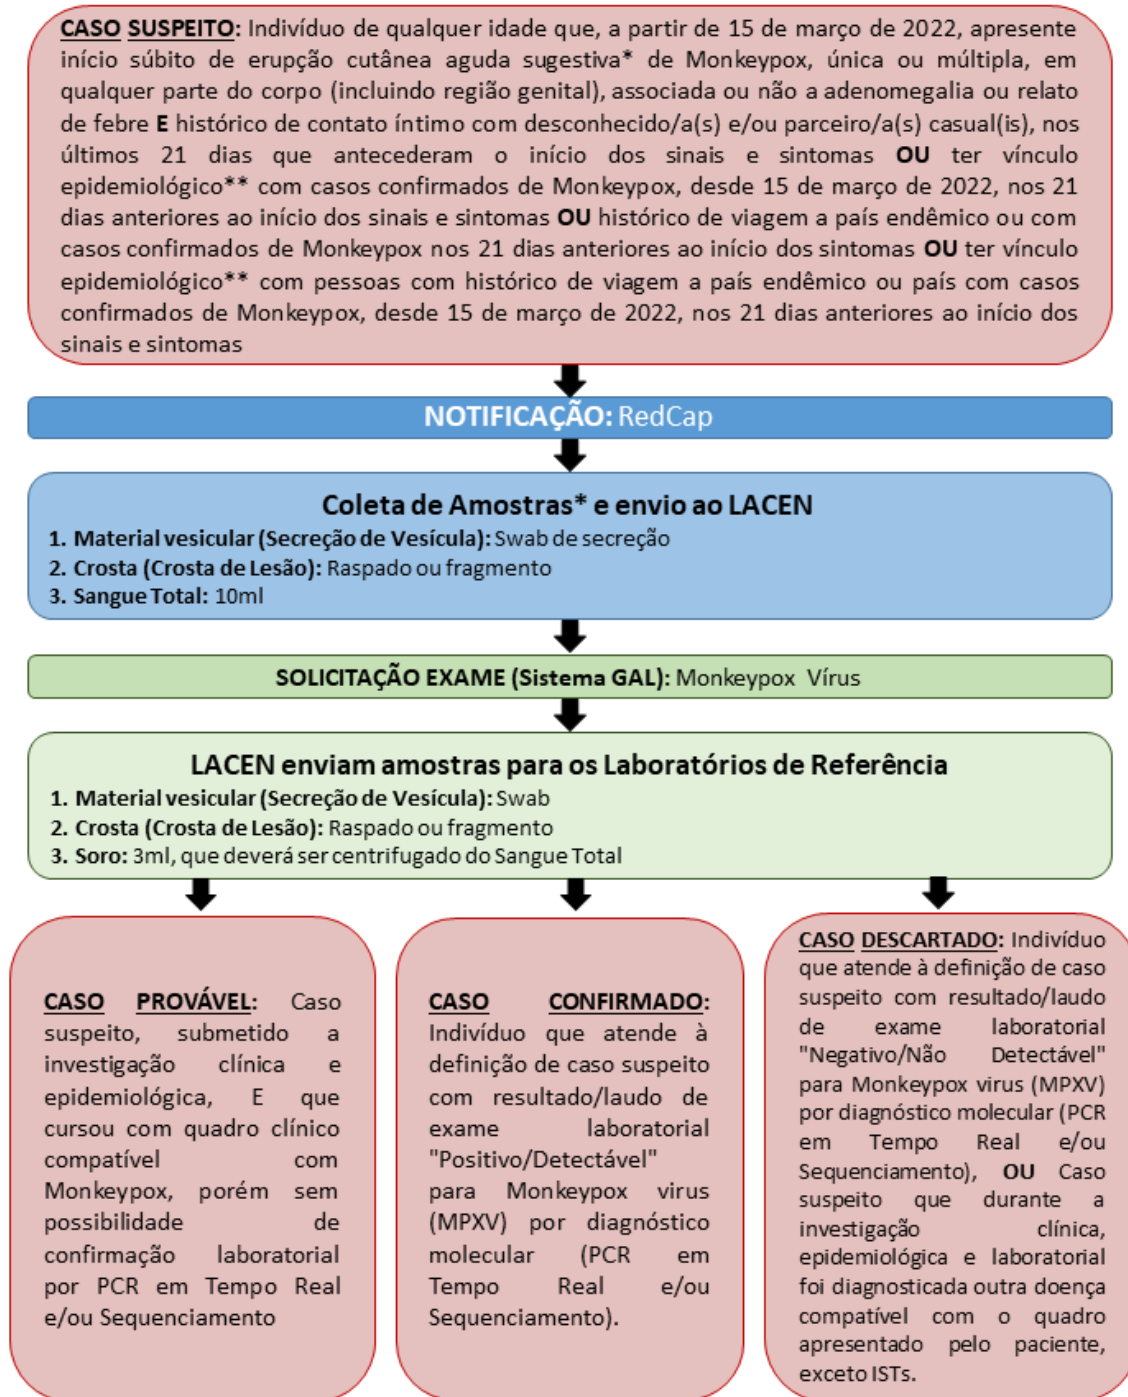 CASO SUSPEITO: Indivíduo de qualquer idade que, a partir de 15 de março de 2022, apresente
início súbito de erupção cutânea aguda sugestiva* de Monkeypox, única ou múltipla, em
qualquer parte do corpo (incluindo região genital), associada ou não a adenomegalia ou relato
de febre E histórico de contato íntimo com desconhecido/a(s) e/ou parceiro/a(s) casual(is), nos
últimos 21 dias que antecederam o início dos sinais e sintomas OU ter vínculo
epidemiológico** com casos confirmados de Monkeypox, desde 15 de março de 2022, nos 21
dias anteriores ao início dos sinais e sintomas OU histórico de viagem a país endêmico ou com
casos confirmados de Monkeypox nos 21 dias anteriores ao início dos sintomas OU ter vínculo
epidemiológico** com pessoas com histórico de viagem a país endêmico ou país com casos
confirmados de Monkeypox, desde 15 de março de 2022, nos 21 dias anteriores ao início dos
sinais e sintomas
NOTIFICAÇÃO: RedCap
Coleta de Amostras* e envio ao LACEN
1. Material vesicular (Secreção de Vesícula): Swab de secreção
2. Crosta (Crosta de Lesão): Raspado ou fragmento
3. Sangue Total: 10ml
SOLICITAÇÃO EXAME (Sistema GAL): Monkeypox Vírus
LACEN enviam amostras para os Laboratórios de Referência
1. Material vesicular (Secreção de Vesícula): Swab
2. Crosta (Crosta de Lesão): Raspado ou fragmento
3. Soro: 3ml, que deverá ser centrifugado do Sangue Total
CASO PROVÁVEL: Caso
suspeito, submetido a
investigação clínica e
epidemiológica, E que
cursou com quadro clínico
compatível com
Monkeypox, porém sem
possibilidade de
confirmação laboratorial
por PCR em Tempo Real
e/ou Sequenciamento
CASO CONFIRMADO:
Indivíduo que atende à
definição de caso suspeito
com resultado/laudo de
exame laboratorial
"Positivo/Detectável"
para Monkeypox virus
(MPXV) por diagnóstico
molecular (PCR em
Tempo Real e/ou
Sequenciamento).
CASO DESCARTADO: Indivíduo
que atende à definição de caso
suspeito com resultado/laudo
de exame laboratorial
"Negativo/Não Detectável"
para Monkeypox virus (MPXV)
por diagnóstico molecular (PCR
em Tempo Real e/ou
Sequenciamento), OU Caso
suspeito que durante a
investigação clínica,
epidemiológica e laboratorial
foi diagnosticada outra doença
compatível com o quadro
apresentado pelo paciente,
exceto ISTs.